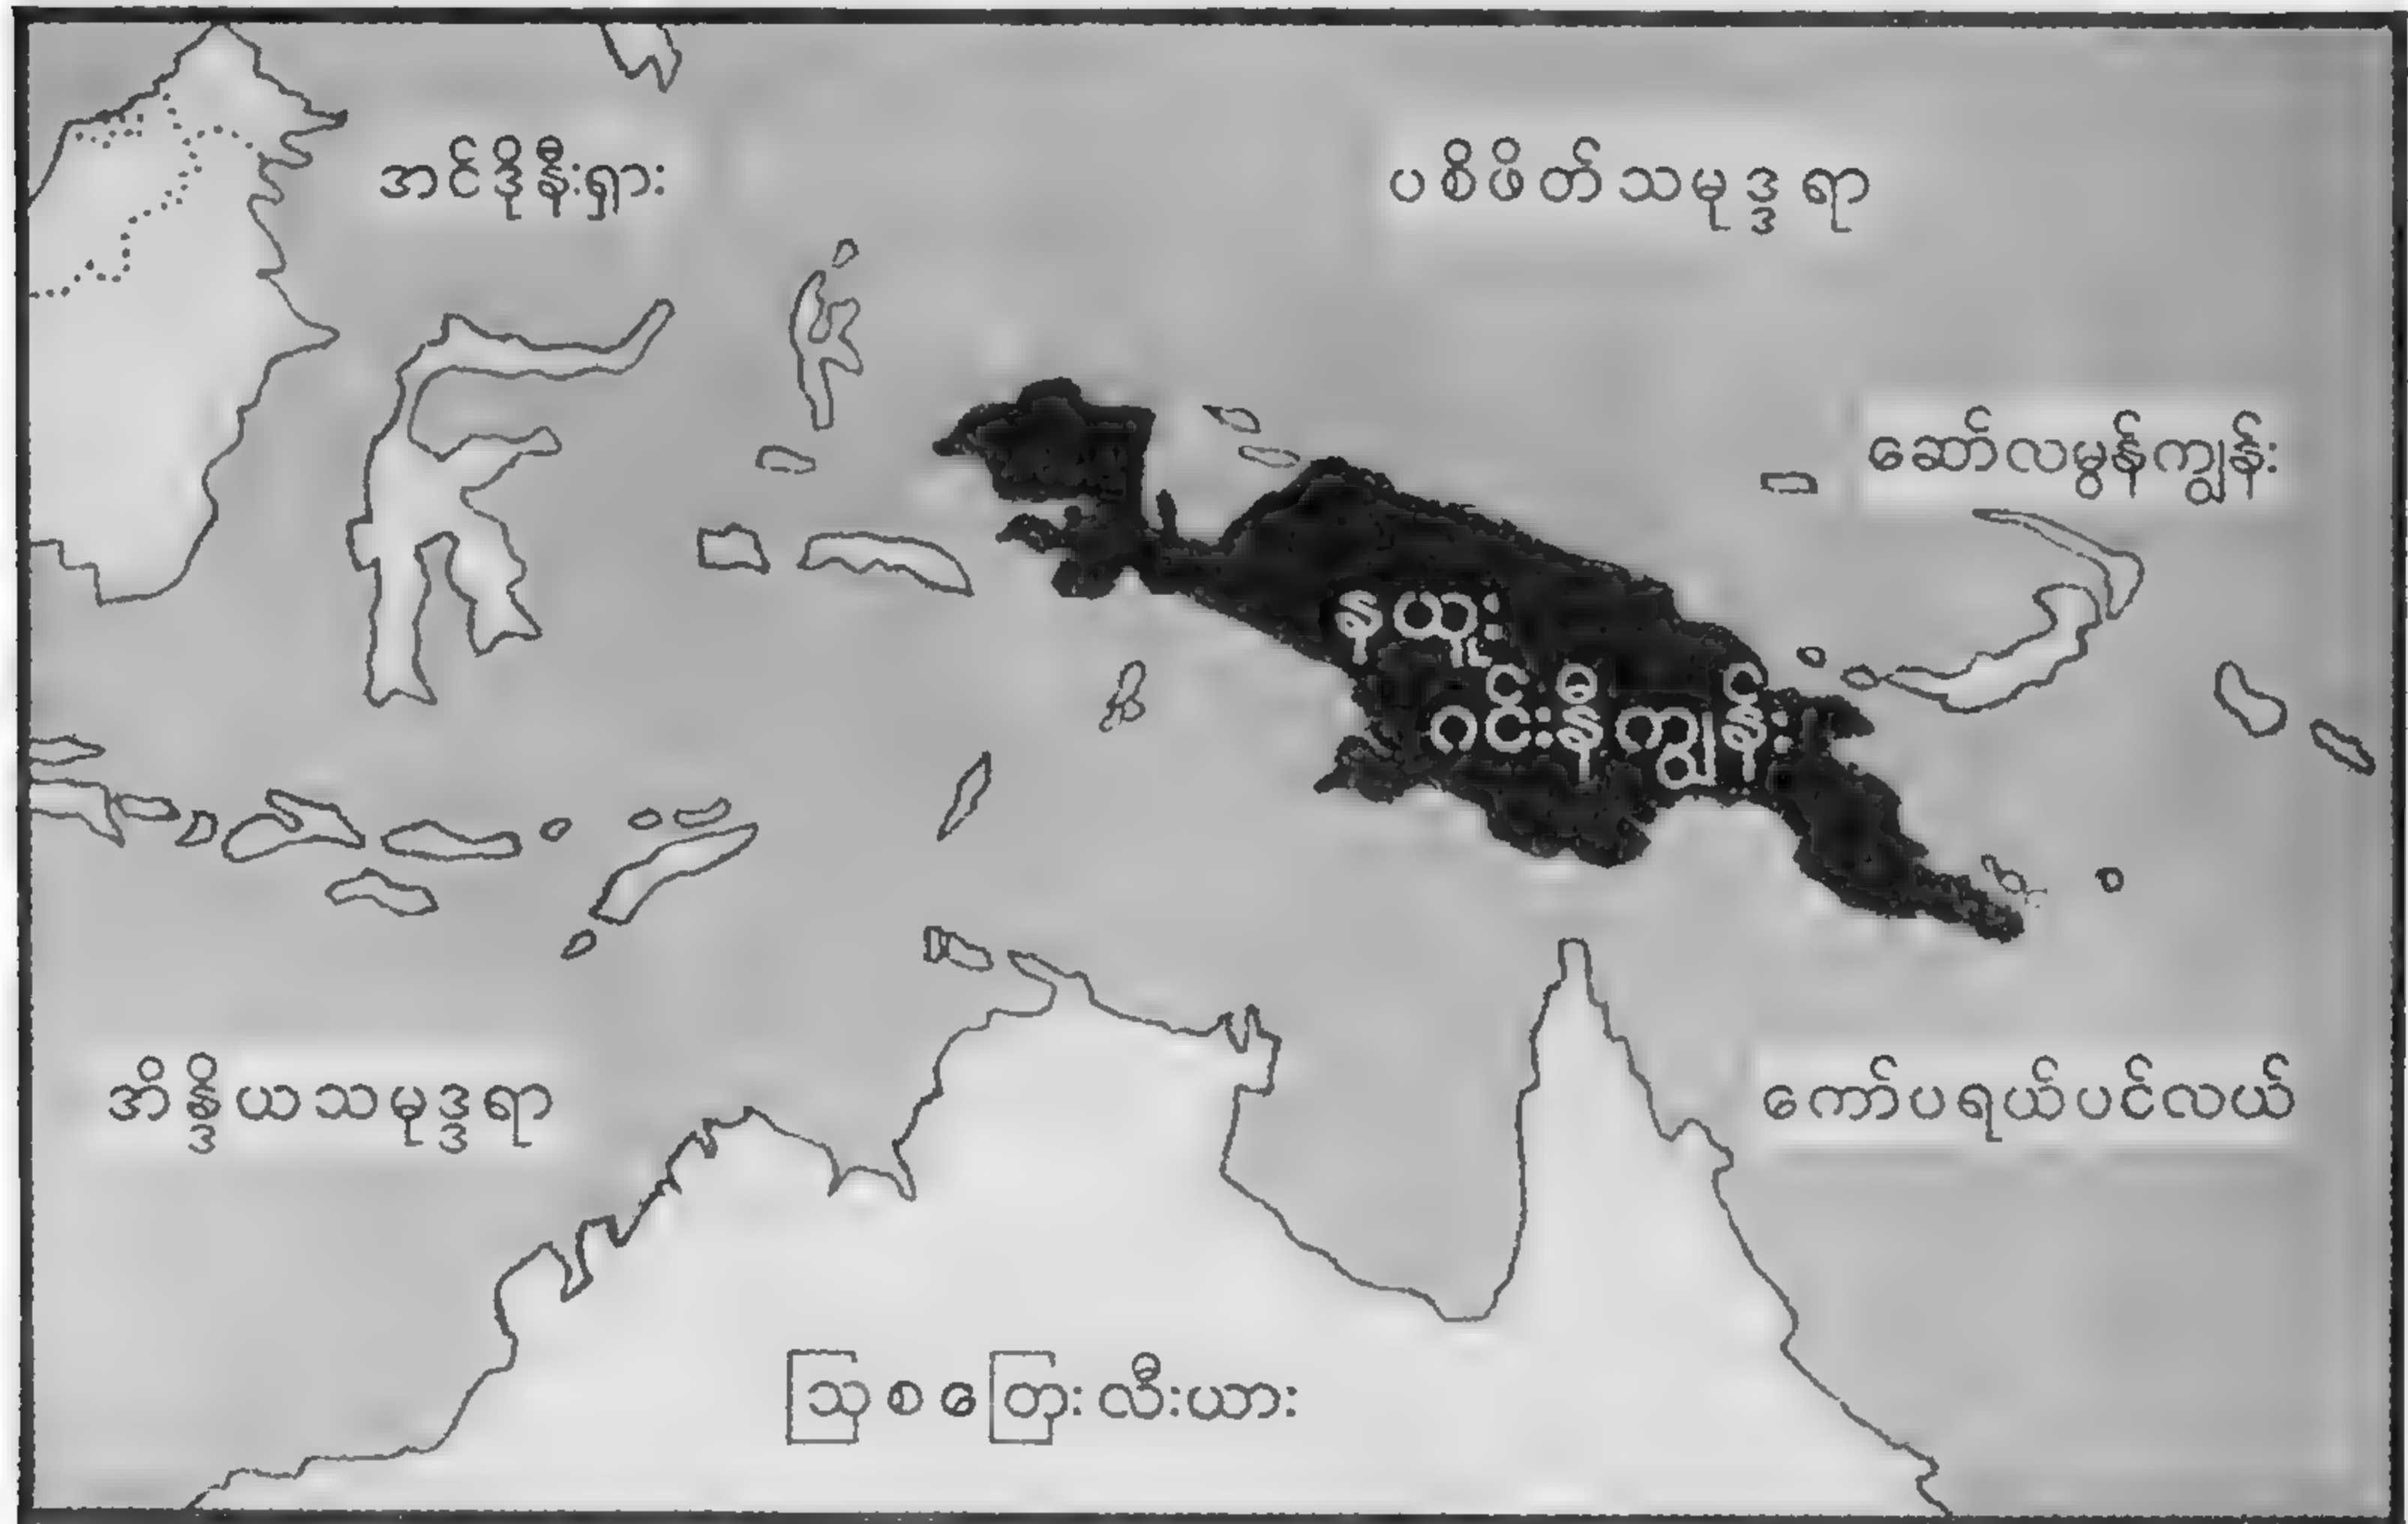 အင်ဒိုနီးရှား
ပစိဖိတ်သမုဒ္ဒရာ
ဆော်လမွန်ကျွန်း
နယူး
ဂင်းနီကျွန်း
အိန္ဒိယသမုဒ္ဒရာ
ကော်ပရယ်ပင်လယ်
ဩစတြေးလီးယား